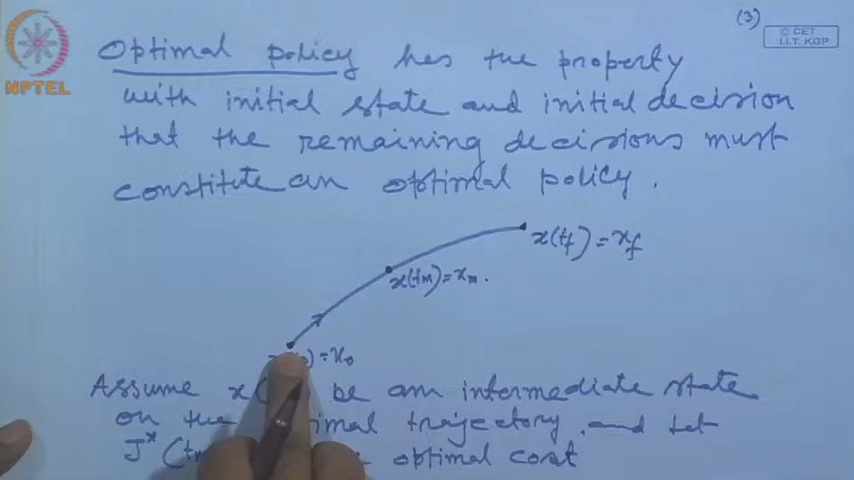 (3)
© CET
I.I.T. KGP
NPTEL
Optimal policy has the property
with initial state and initial decision
that the remaining decisions must
constitute an optimal policy.
x(tf) = xf
x(tm) = xm.
) = x0
Assume x( be an intermediate state
on the trajectory, and let
J* (tm optimal cost